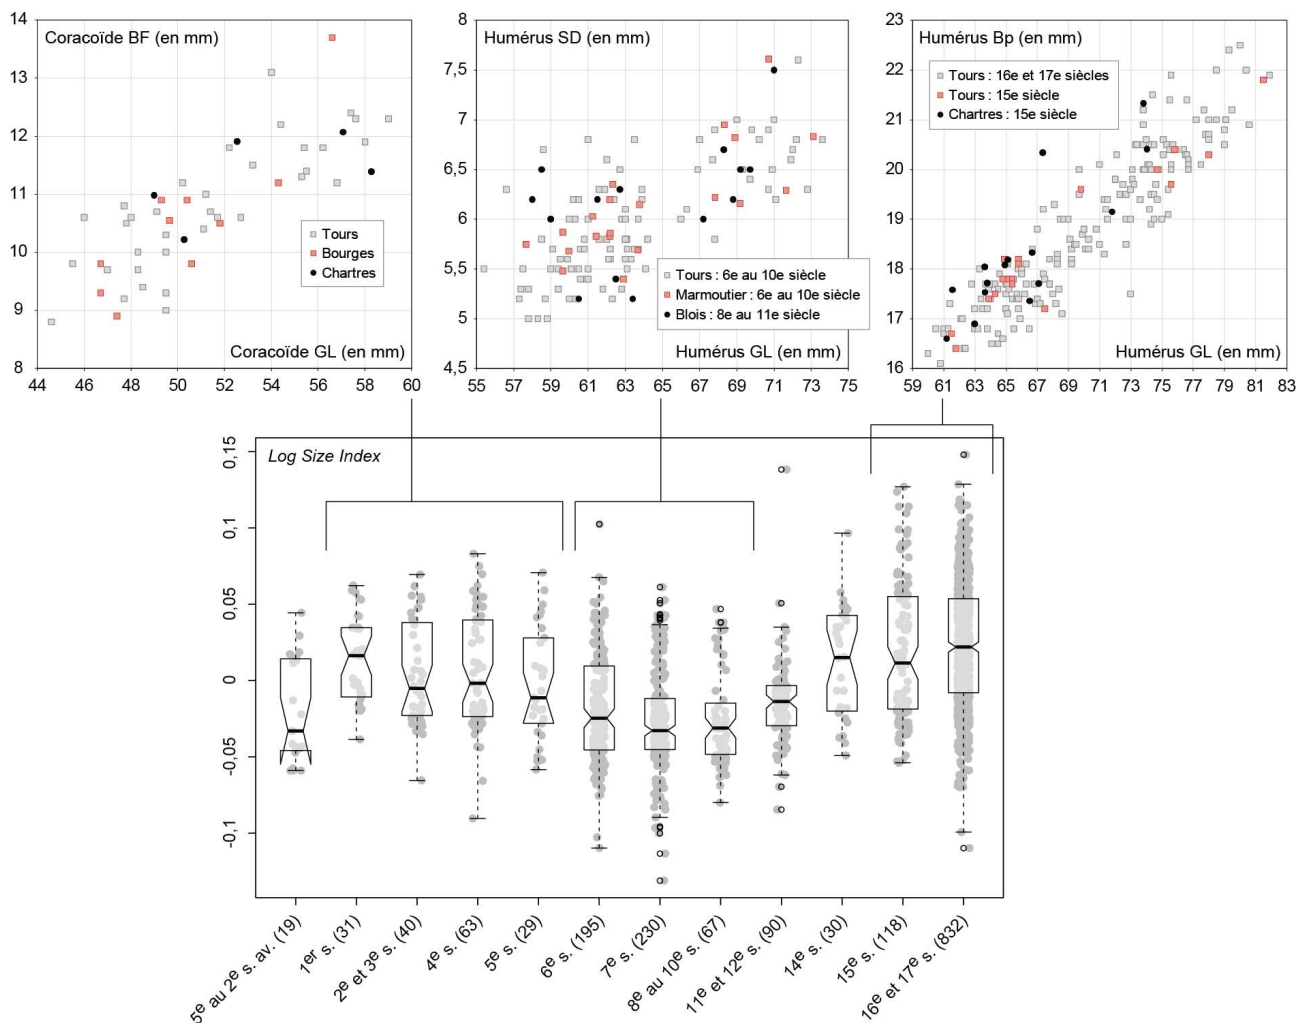 Coracoïde BF (en mm)
14
13
12
11
10
9
8
Tours
Bourges
Chartres
Coracoïde GL (en mm)
44 46 48 50 52 54 56 58 60
Humérus SD (en mm)
8
7,5
7
6,5
6
5,5
5
4,5
Tours : 6e au 10e siècle
Marmoutier : 6e au 10e siècle
Blois : 8e au 11e siècle
Humérus GL (en mm)
55 57 59 61 63 65 67 69 71 73 75
Humérus Bp (en mm)
23
22
21
20
19
18
17
16
Tours : 16e et 17e siècles
Tours : 15e siècle
Chartres : 15e siècle
Humérus GL (en mm)
59 61 63 65 67 69 71 73 75 77 79 81 83
Log Size Index
0,15
0,1
0,05
0
-0,05
-0,1
5e au 2e s. av. (19)
1er s. (31)
2e et 3e s. (40)
4e s. (63)
5e s. (29)
6e s. (195)
7e s. (230)
8e au 10e s. (67)
11e et 12e s. (90)
14e s. (30)
15e s. (118)
16e et 17e s. (832)